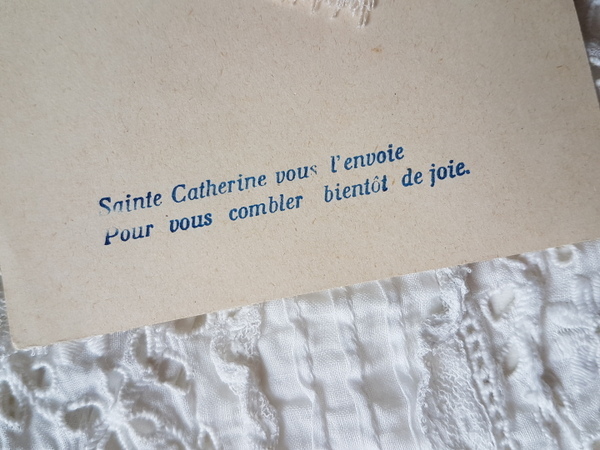 Sainte Catherine vous l'envoie
Pour vous combler bientôt de joie.